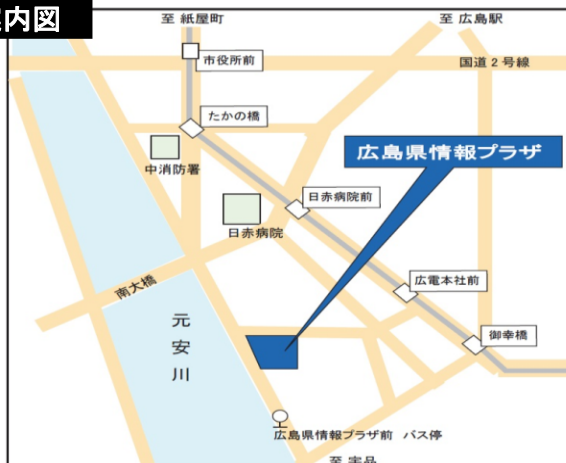 案内図
至 紙屋町
至 広島駅
市役所前
国道2号線
たかの橋
広島県情報プラザ
中消防署
日赤病院前
日赤病院
広電本社前
南大橋
元安川
御幸橋
広島県情報プラザ前 バス停
至 宇品